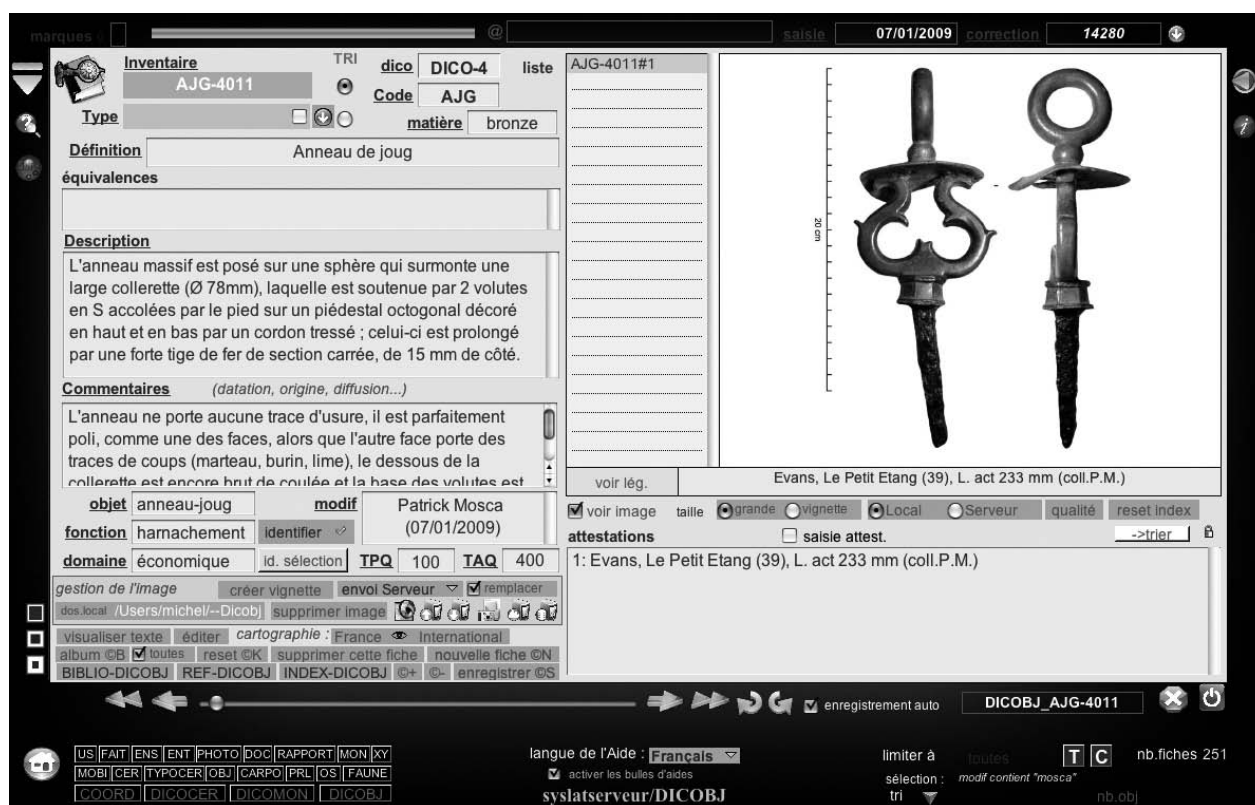 marques @ saisie 07/01/2009 correction 14280
Inventaire TRI dico DICO-4 liste
AJG-4011
Code AJG
Type matière bronze
Définition Anneau de joug
équivalences
Description
L'anneau massif est posé sur une sphère qui surmonte une
large collerette (Ø 78mm), laquelle est soutenue par 2 volutes
en S accolées par le pied sur un piédestal octogonal décoré
en haut et en bas par un cordon tressé ; celui-ci est prolongé
par une forte tige de fer de section carrée, de 15 mm de côté.
Commentaires (datation, origine, diffusion...)
L'anneau ne porte aucune trace d'usure, il est parfaitement
poli, comme une des faces, alors que l'autre face porte des
traces de coups (marteau, burin, lime), le dessous de la
collerette est encore brut de coulée et la base des volutes est
objet anneau-joug modif Patrick Mosca
fonction harnachement identifier (07/01/2009)
domaine économique id. sélection TPQ 100 TAQ 400
gestion de l'image créer vignette envoi Serveur remplacer
dos.local /Users/michel/--Dicobj supprimer image
visualiser texte éditer cartographie : France International
album ©B toutes reset ©K supprimer cette fiche nouvelle fiche ©N
BIBLIO-DICOBJ REF-DICOBJ INDEX-DICOBJ ©+ ©- enregistrer ©S
AJG-4011#1
20 cm
voir lég. Evans, Le Petit Etang (39), L. act 233 mm (coll.P.M.)
voir image taille grande vignette Local Serveur qualité reset index
attestations saisie attest. ->trier
1: Evans, Le Petit Etang (39), L. act 233 mm (coll.P.M.)
enregistrement auto DICOBJ_AJG-4011
US FAIT ENS ENT PHOTO DOC RAPPORT MON XY
MOBI CER TYPOCER OBJ CARPO PRL OS FAUNE
COORD DICOCER DICOMON DICOBJ
langue de l'Aide : Français
activer les bulles d'aides
syslatserveur/DICOBJ
limiter à toutes T C nb.fiches 251
sélection : modif contient "mosca"
tri nb.obj